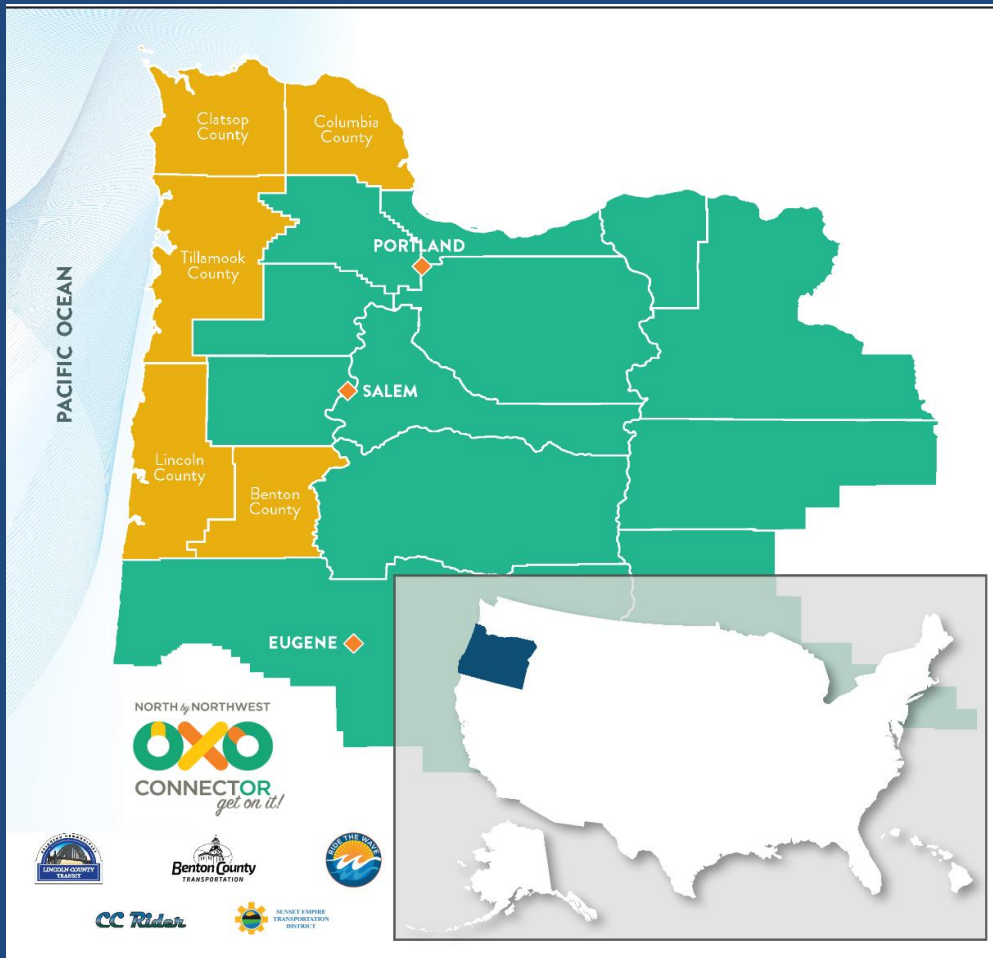 Clatsop
County
Columbia
County
PORTLAND
Tillamook
County
PACIFIC OCEAN
SALEM
Lincoln
County
Benton
County
EUGENE
NORTH by NORTHWEST
OXO
CONNECTOR
get on it!
LINCOLN COUNTY
TRANSIT
Benton County
TRANSPORTATION
RIDE THE WAVE
CC Rider
SUNSET EMPIRE
TRANSPORTATION
DISTRICT